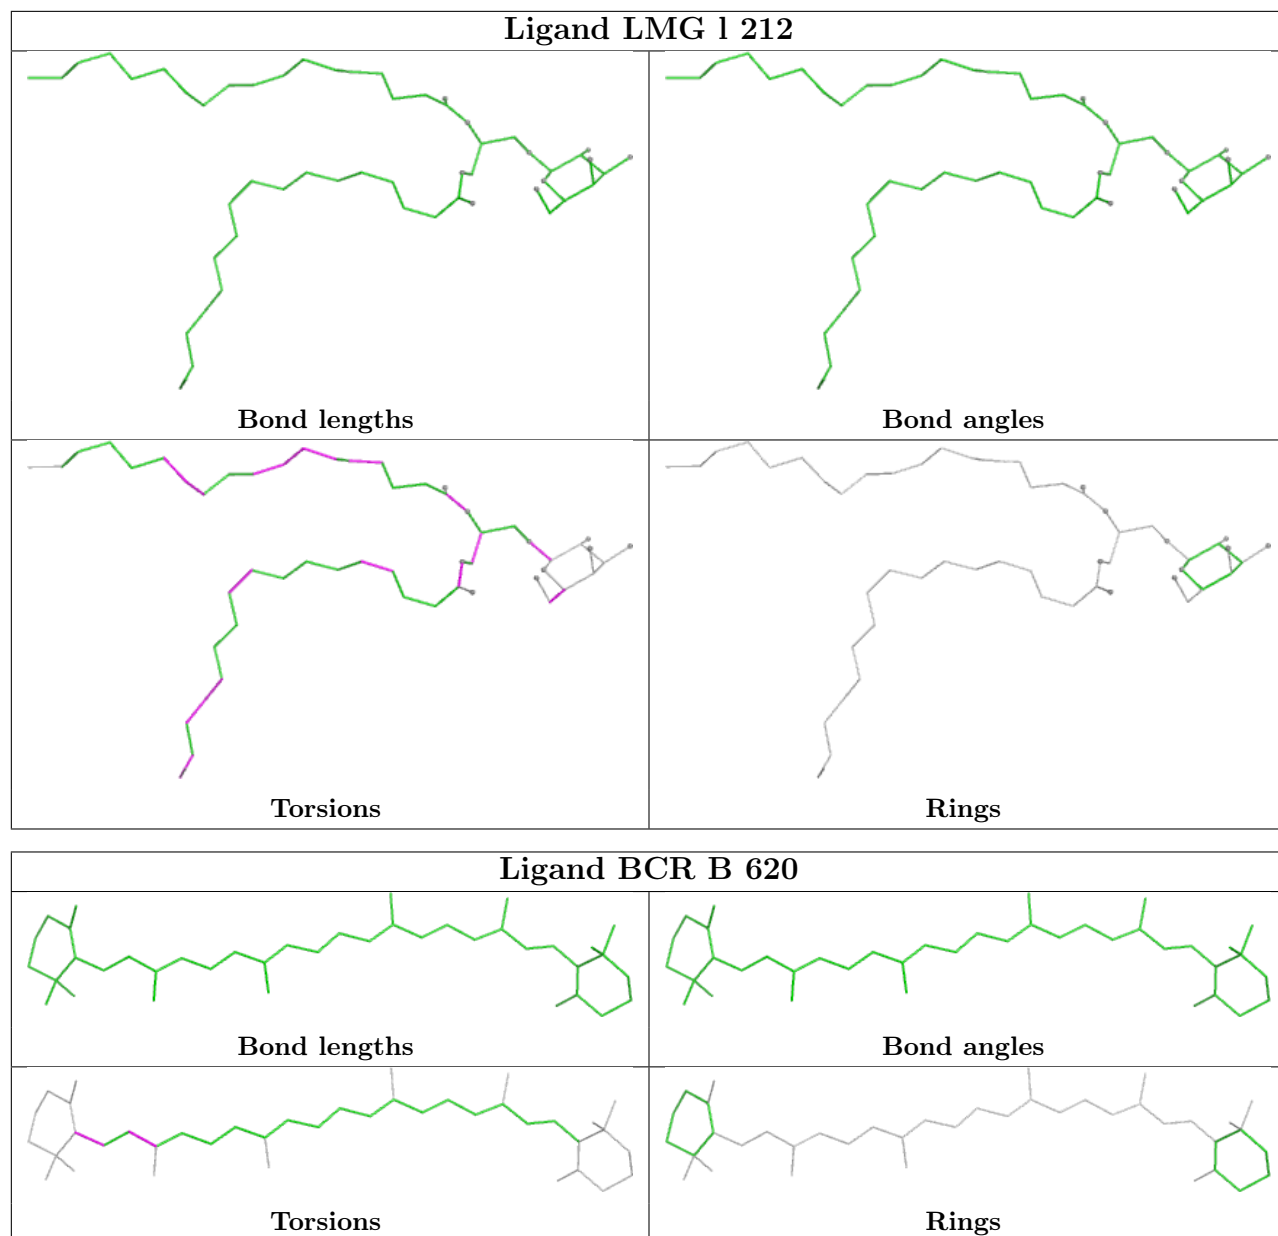 Ligand LMG l 212
Bond lengths
Bond angles
Torsions
Rings
Ligand BCR B 620
Bond lengths
Bond angles
Torsions
Rings